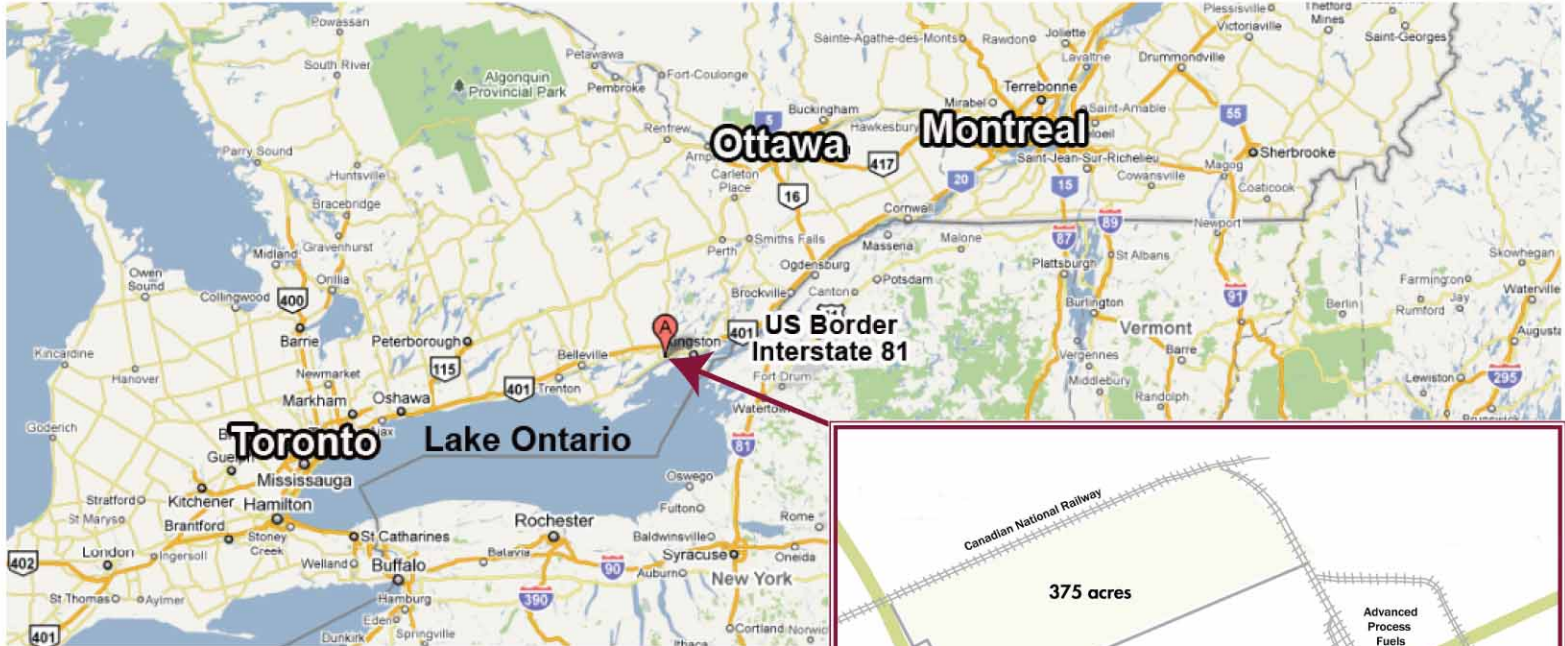 Powassan
South River
Algonquin
Provincial Park
Petawawa
Pembroke
Fort-Coulonge
Renfrew
Sainte-Agathe-des-Monts
Rawdon
Joliette
Lavaltrie
Plessisville
Victoriaville
Thetford
Mines
Saint-Georges
Drummondville
Terrebonne
Mirabel
Saint-Amable
Buckingham
Hawkesbury
5
Ottawa
Montreal
55
417
Carleton
Place
16
20
15
Saint-Jean-Sur-Richelieu
Cowansville
Magog
Sherbrooke
Coaticook
Parry Sound
Huntsville
Bracebridge
Gravenhurst
Midland
Orillia
Owen
Sound
Collingwood
400
Barrie
Perth
Smiths Falls
Cornwall
Massena
Malone
Ogdensburg
Potsdam
Brockville
Canton
87
89
Plattsburgh
St Albans
Newport
Burlington
91
Vermont
Berlin
Farmington
Rumford
Jay
Skowhegan
Waterville
Augusta
Kincardine
Hanover
Newmarket
Markham
Oshawa
Peterborough
115
Belleville
Trenton
401
A
401
US Border
Interstate 81
Fort Drum
Vergennes
Middlebury
Barre
Randolph
Lewiston
295
Goderich
Toronto
Lake Ontario
81
Mississauga
Stratford
Kitchener
Hamilton
St Marys
Brantford
Stoney
Creek
402
London
Ingersoll
St Catharines
Welland
Buffalo
Batavia
Rochester
Oswego
Fulton
Baldwinsville
Syracuse
Rome
Oneida
Auburn
New York
90
390
St Thomas
Aylmer
401
Hamburg
Eden
Dunkirk
Springville
Ithaca
Cortland
Canadian National Railway
375 acres
Advanced
Process
Fuels